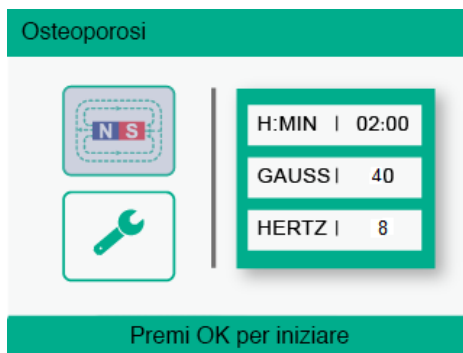 Osteoporosi
N S
H:MIN | 02:00
GAUSS | 40
HERTZ | 8
Premi OK per iniziare